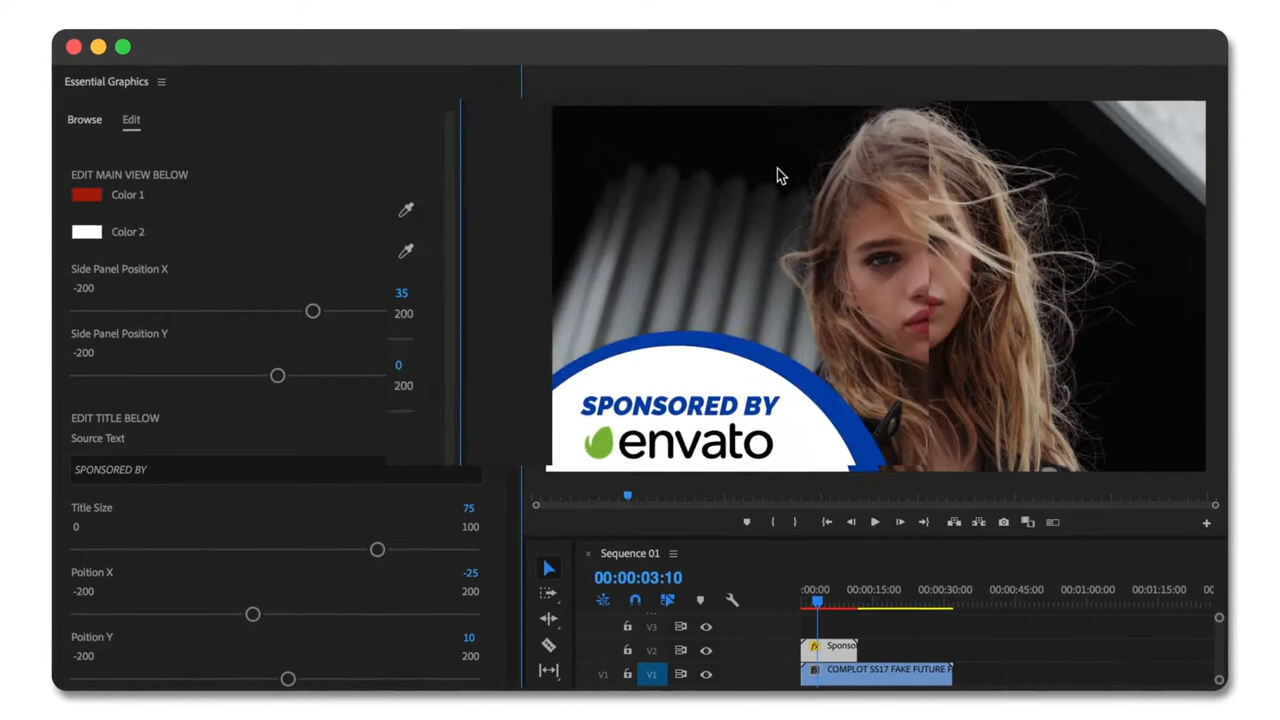 Essential Graphics
Browse Edit
EDIT MAIN VIEW BELOW
Color 1
Color 2
Side Panel Position X
-200
35
200
Side Panel Position Y
-200
0
200
EDIT TITLE BELOW
Source Text
SPONSORED BY
Title Size
75
0
100
Poition X
-25
-200
200
Poition Y
10
-200
200
SPONSORED BY
envato
Sequence 01
00:00:03:10
:00:00 00:00:15:00 00:00:30:00 00:00:45:00 00:01:00:00 00:01:15:00 00
V3
V2
fx Sponso
V1 V1
COMPLOT SS17 FAKE FUTURE F